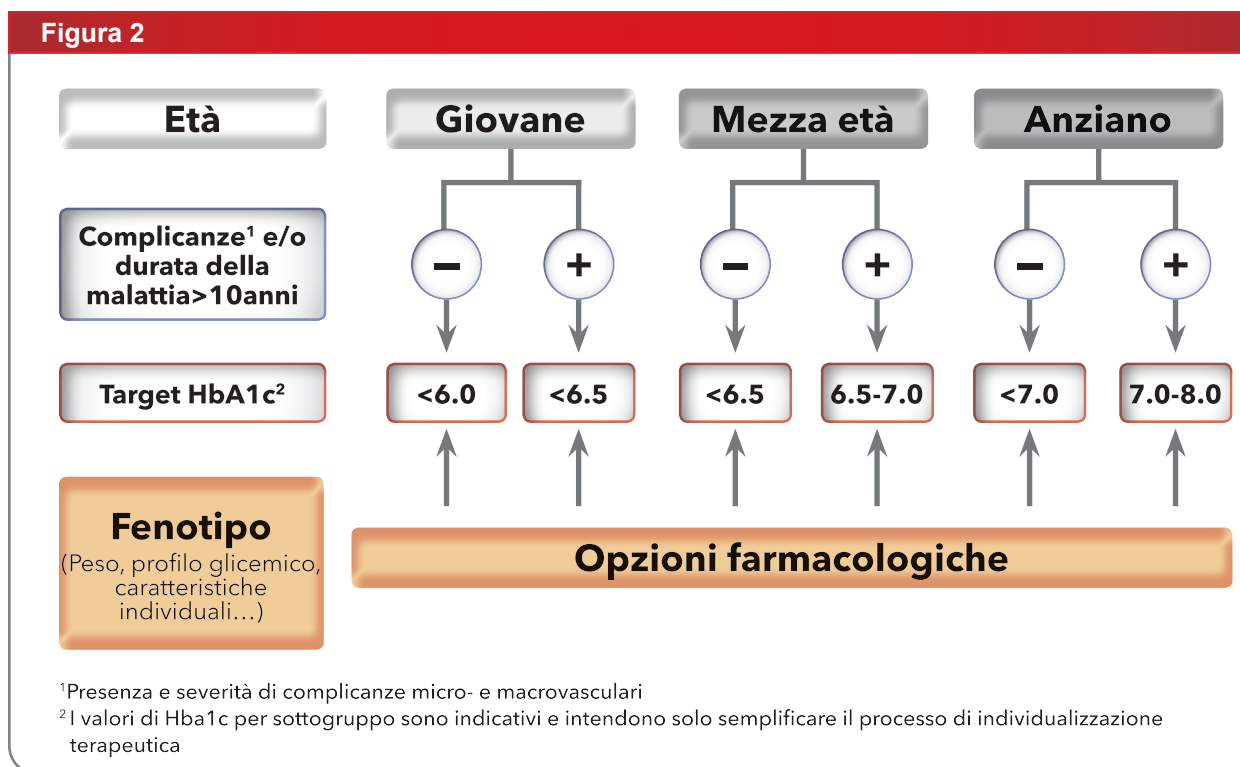 Figura 2
Età
Giovane
Mezza età
Anziano
Complicanze¹ e/o
durata della
malattia>10anni
–
+
–
+
–
+
Target HbA1c²
<6.0
<6.5
<6.5
6.5-7.0
<7.0
7.0-8.0
Fenotipo
(Peso, profilo glicemico,
caratteristiche
individuali…)
Opzioni farmacologiche
¹Presenza e severità di complicanze micro- e macrovasculari
² I valori di Hba1c per sottogruppo sono indicativi e intendono solo semplificare il processo di individualizzazione
terapeutica